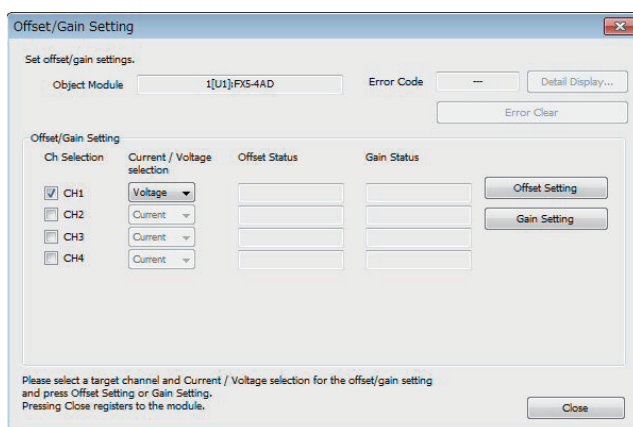 Offset/Gain Setting
Set offset/gain settings.
Object Module 1[U1]:FX5-4AD Error Code --- Detail Display...
Error Clear
Offset/Gain Setting
Ch Selection Current / Voltage selection Offset Status Gain Status
CH1 Voltage Offset Setting
CH2 Current Gain Setting
CH3 Current
CH4 Current
Please select a target channel and Current / Voltage selection for the offset/gain setting
and press Offset Setting or Gain Setting.
Pressing Close registers to the module.
Close